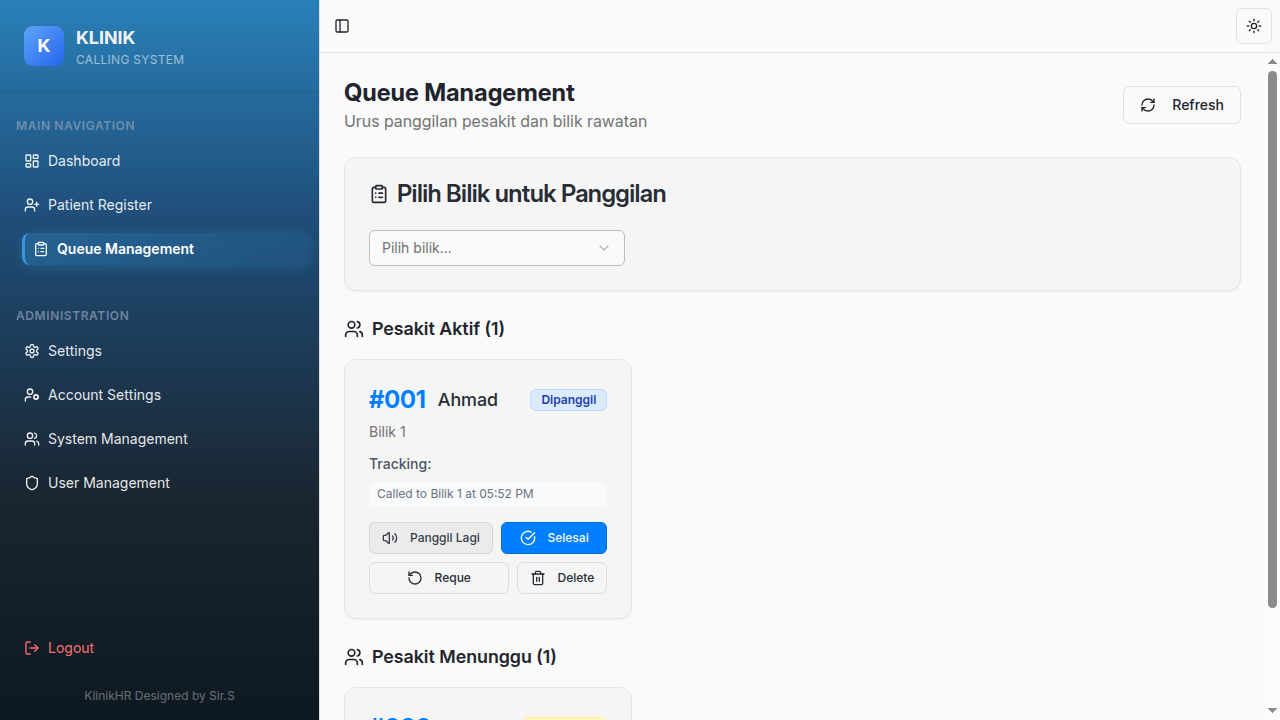 K
KLINIK
CALLING SYSTEM
MAIN NAVIGATION
Dashboard
Patient Register
Queue Management
ADMINISTRATION
Settings
Account Settings
System Management
User Management
Logout
KlinikHR Designed by Sir.S
Queue Management
Urus panggilan pesakit dan bilik rawatan
Refresh
Pilih Bilik untuk Panggilan
Pilih bilik...
Pesakit Aktif (1)
#001 Ahmad Dipanggil
Bilik 1
Tracking:
Called to Bilik 1 at 05:52 PM
Panggil Lagi Selesai
Reque Delete
Pesakit Menunggu (1)